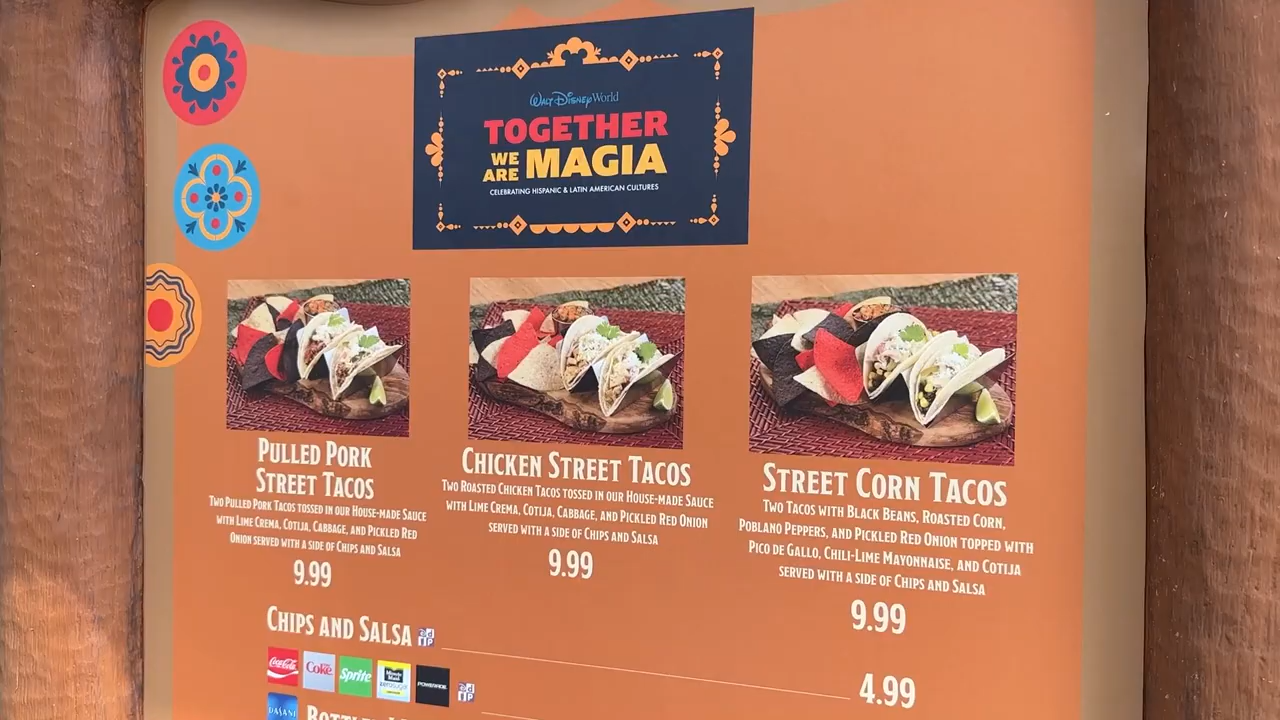 Walt Disney World
TOGETHER
WE ARE MAGIA
CELEBRATING HISPANIC & LATIN AMERICAN CULTURES
PULLED PORK
STREET TACOS
TWO PULLED PORK TACOS TOSSED IN OUR HOUSE-MADE SAUCE
WITH LIME CREMA, COTIJA, CABBAGE, AND PICKLED RED
ONION SERVED WITH A SIDE OF CHIPS AND SALSA
9.99
CHICKEN STREET TACOS
TWO ROASTED CHICKEN TACOS TOSSED IN OUR HOUSE-MADE SAUCE
WITH LIME CREMA, COTIJA, CABBAGE, AND PICKLED RED ONION
SERVED WITH A SIDE OF CHIPS AND SALSA
9.99
STREET CORN TACOS
TWO TACOS WITH BLACK BEANS, ROASTED CORN,
POBLANO PEPPERS, AND PICKLED RED ONION TOPPED WITH
PICO DE GALLO, CHILI-LIME MAYONNAISE, AND COTIJA
SERVED WITH A SIDE OF CHIPS AND SALSA
9.99
CHIPS AND SALSA
4.99
Coca-Cola Coke Sprite Minute Maid zero sugar POWERADE
DASANI